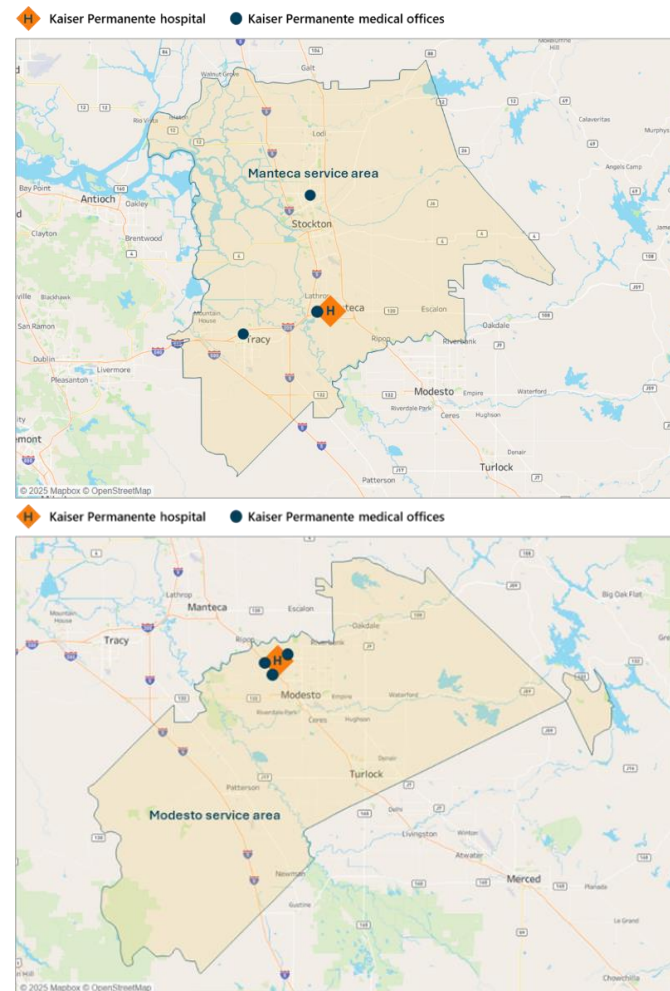 H Kaiser Permanente hospital Kaiser Permanente medical offices
Walnut Grove
Galt
Rio Vista
Lodi
Calaveritas
Murphys
Angels Camp
Manteca service area
Bay Point
Antioch
Oakley
Stockton
Clayton
Brentwood
Lathrop
H
teca
Escalon
Blackhawk
Mountain House
San Ramon
Tracy
Ripon
Riverbank
Oakdale
Dublin
Livermore
Pleasanton
Modesto
Empire
Waterford
Riverdale Park
Ceres
Hughson
Denair
Turlock
Patterson
© 2025 Mapbox © OpenStreetMap
H Kaiser Permanente hospital Kaiser Permanente medical offices
Lathrop
Manteca
Escalon
Big Oak Flat
Mountain House
Tracy
Ripon
Riverbank
Oakdale
H
Modesto
Empire
Waterford
Riverdale Park
Ceres
Hughson
Denair
Patterson
Turlock
Modesto service area
Delhi
Livingston
Winton
Atwater
Newman
Merced
Planada
Gustine
Le Grand
Chowchilla
© 2025 Mapbox © OpenStreetMap